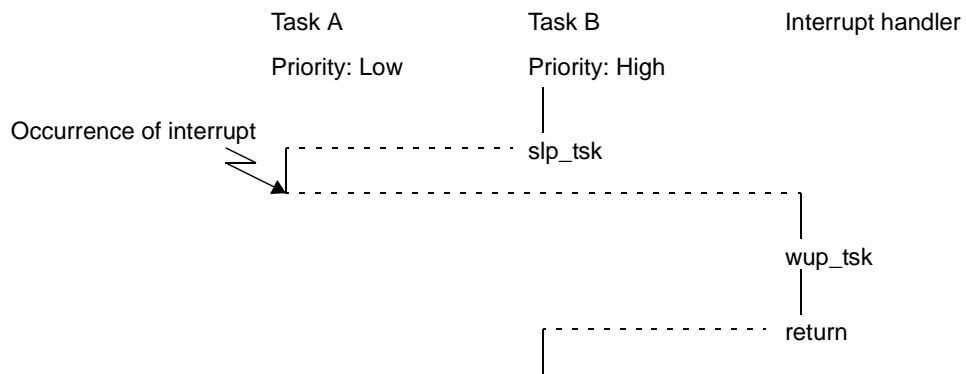 Task A Task B Interrupt handler
Priority: Low Priority: High
Occurrence of interrupt
slp_tsk
wup_tsk
return